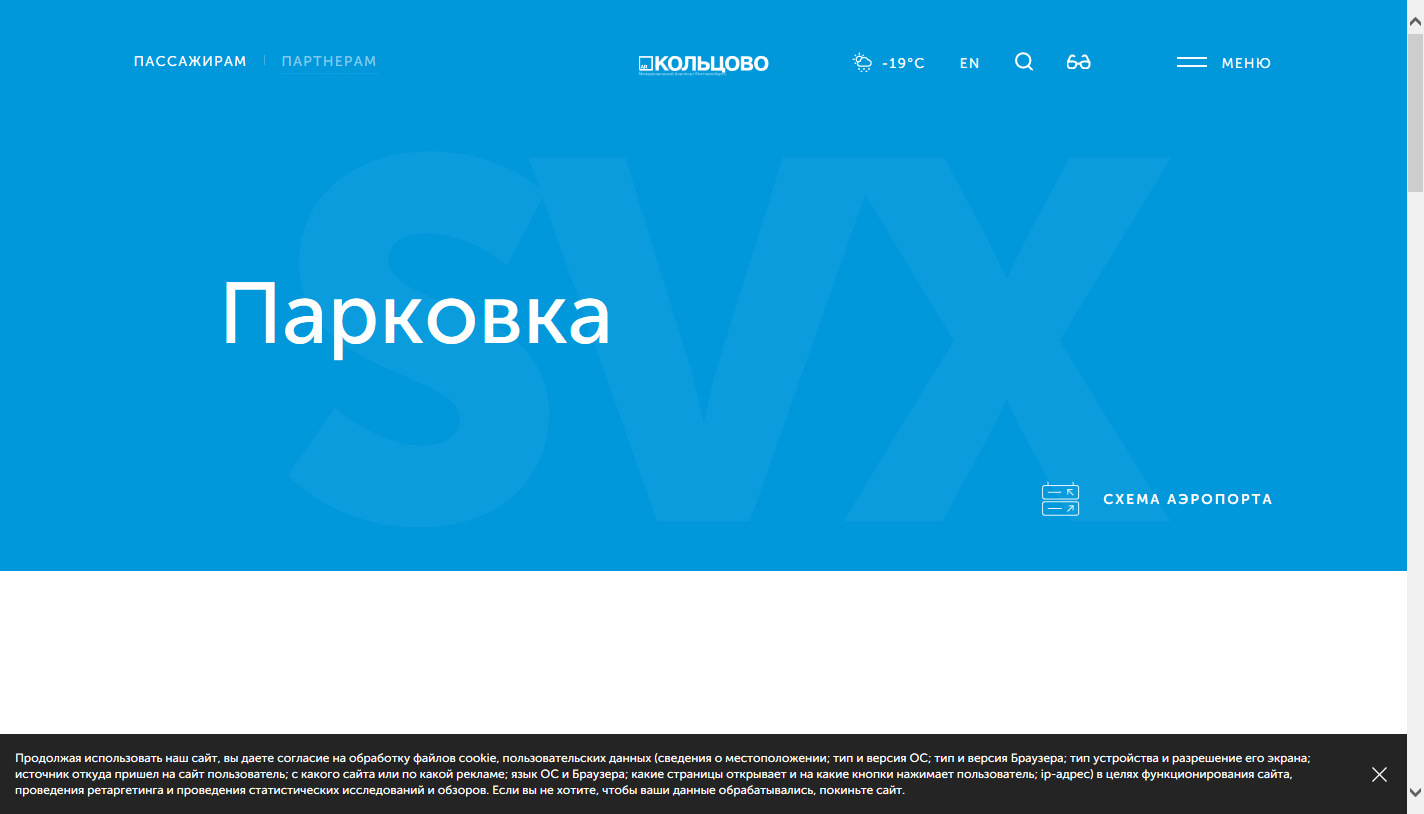 ПАССАЖИРАМ
ПАРТНЕРАМ
КОЛЬЦОВО
Международный Аэропорт Екатеринбурга
-19°C
EN
МЕНЮ
SVX
Парковка
СХЕМА АЭРОПОРТА
Продолжая использовать наш сайт, вы даете согласие на обработку файлов cookie, пользовательских данных (сведения о местоположении; тип и версия ОС; тип и версия Браузера; тип устройства и разрешение его экрана;
источник откуда пришел на сайт пользователь; с какого сайта или по какой рекламе; язык ОС и Браузера; какие страницы открывает и на какие кнопки нажимает пользователь; ip-адрес) в целях функционирования сайта,
проведения ретаргетинга и проведения статистических исследований и обзоров. Если вы не хотите, чтобы ваши данные обрабатывались, покиньте сайт.